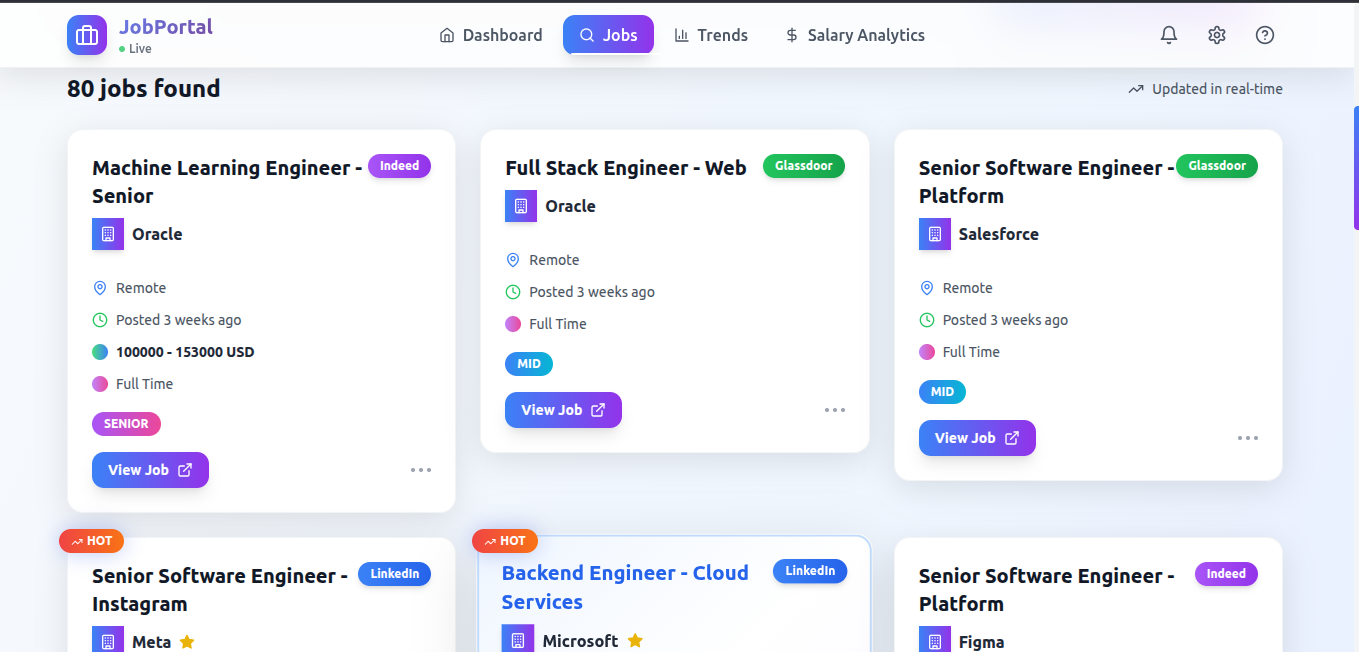 JobPortal
Live
Dashboard
Jobs
Trends
Salary Analytics
80 jobs found
Updated in real-time
Machine Learning Engineer -
Senior
Indeed
Oracle
Remote
Posted 3 weeks ago
100000 - 153000 USD
Full Time
SENIOR
View Job
Full Stack Engineer - Web
Glassdoor
Oracle
Remote
Posted 3 weeks ago
Full Time
MID
View Job
Senior Software Engineer -
Platform
Glassdoor
Salesforce
Remote
Posted 3 weeks ago
Full Time
MID
View Job
HOT
Senior Software Engineer -
Instagram
LinkedIn
Meta
HOT
Backend Engineer - Cloud
Services
LinkedIn
Microsoft
Senior Software Engineer -
Platform
Indeed
Figma